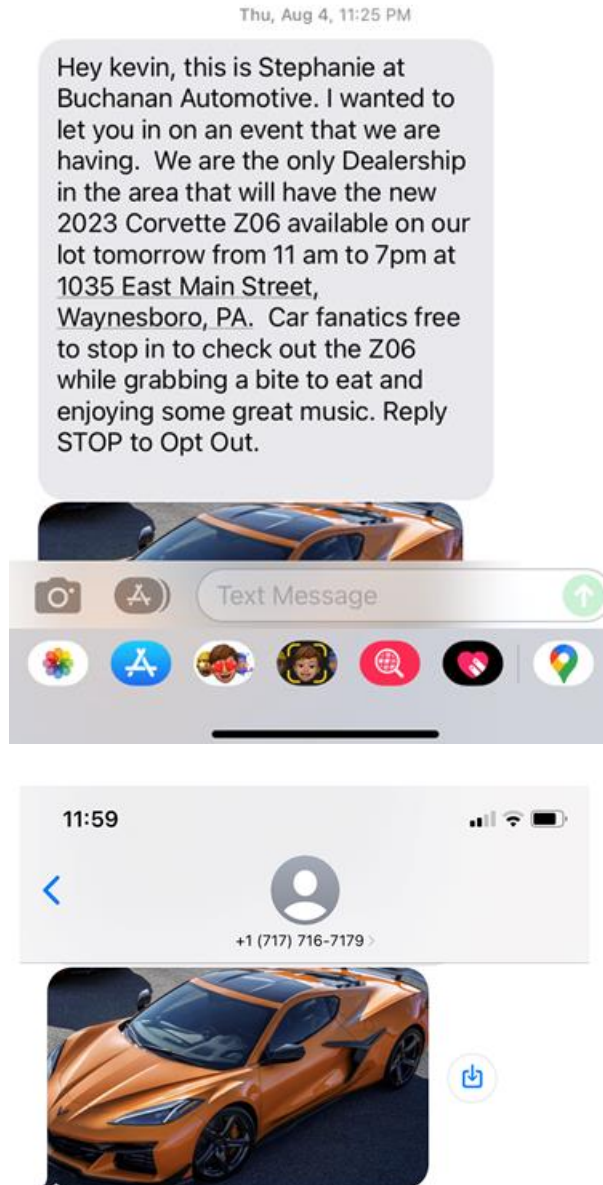 Thu, Aug 4, 11:25 PM
Hey kevin, this is Stephanie at
Buchanan Automotive. I wanted to
let you in on an event that we are
having.  We are the only Dealership
in the area that will have the new
2023 Corvette Z06 available on our
lot tomorrow from 11 am to 7pm at
1035 East Main Street,
Waynesboro, PA.  Car fanatics free
to stop in to check out the Z06
while grabbing a bite to eat and
enjoying some great music. Reply
STOP to Opt Out.
Text Message
11:59
+1 (717) 716-7179